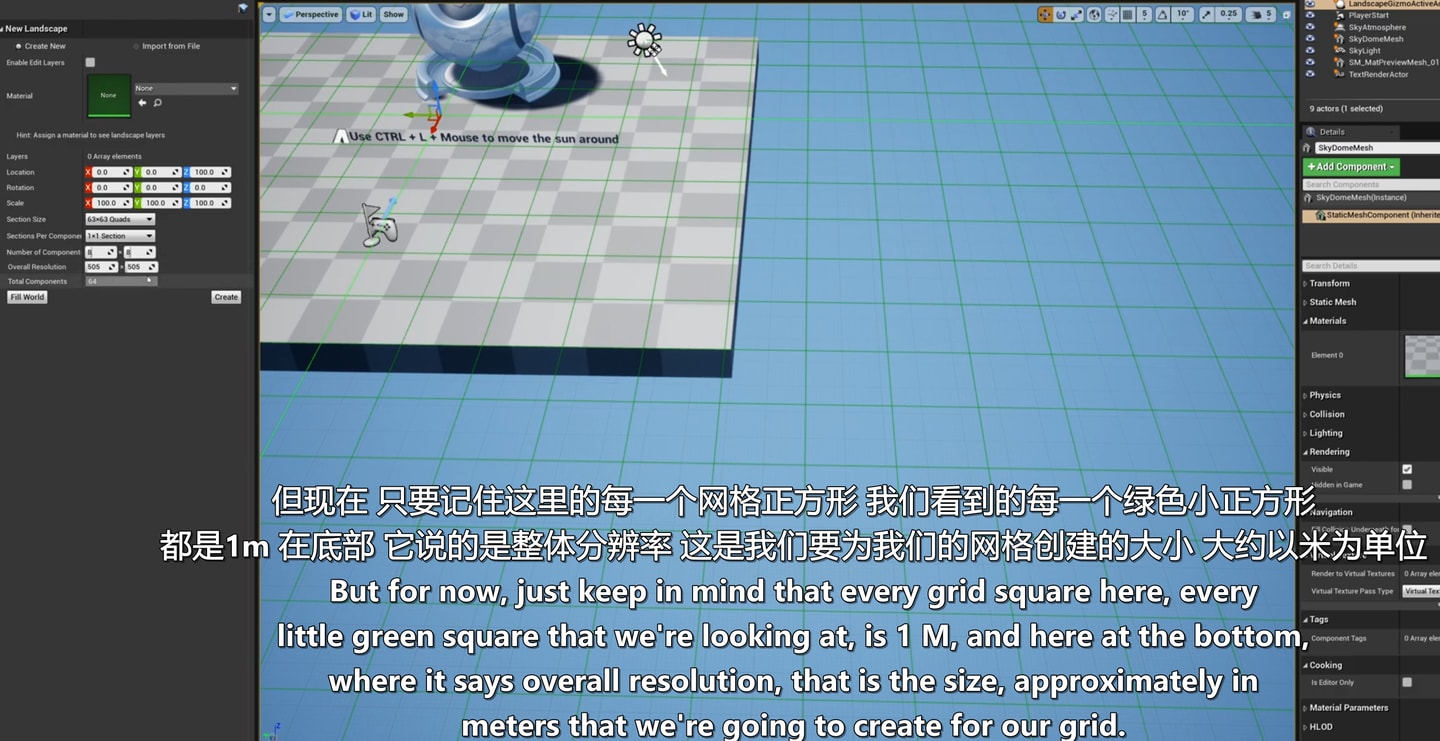 Perspective
Lit
Show
5
10°
0.25
5
New Landscape
Create New
Import from File
Enable Edit Layers
Material
None
None
Hint: Assign a material to see landscape layers
Layers
0 Array elements
Location
X 0.0 Y 0.0 Z 100.0
Rotation
X 0.0 Y 0.0 Z 0.0
Scale
X 100.0 Y 100.0 Z 100.0
Section Size
63×63 Quads
Sections Per Compone
1×1 Section
Number of Component
8 × 8
Overall Resolution
505 × 505
Total Components
64
Fill World
Create
Use CTRL + L + Mouse to move the sun around
LandscapeGizmoActiveA
PlayerStart
SkyAtmosphere
SkyDomeMesh
SkyLight
SM_MatPreviewMesh_01
TextRenderActor
9 actors (1 selected)
Details
SkyDomeMesh
+ Add Component
Search Components
SkyDomeMesh(Instance)
StaticMeshComponent (Inherite
Search Details
Transform
Static Mesh
Materials
Element 0
Physics
Collision
Lighting
Rendering
Visible
Hidden in Game
Navigation
Render to Virtual Textures
0 Array eler
Virtual Texture Pass Type
Virtual Text
Tags
Component Tags
0 Array eler
Cooking
Is Editor Only
Material Parameters
HLOD
但现在 只要记住这里的每一个网格正方形 我们看到的每一个绿色小正方形
都是1m 在底部 它说的是整体分辨率 这是我们要为我们的网格创建的大小 大约以米为单位
But for now, just keep in mind that every grid square here, every
little green square that we're looking at, is 1 M, and here at the bottom,
where it says overall resolution, that is the size, approximately in
meters that we're going to create for our grid.